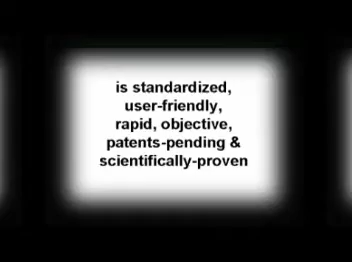 is standardized,
user-friendly,
rapid, objective,
patents-pending &
scientifically-proven